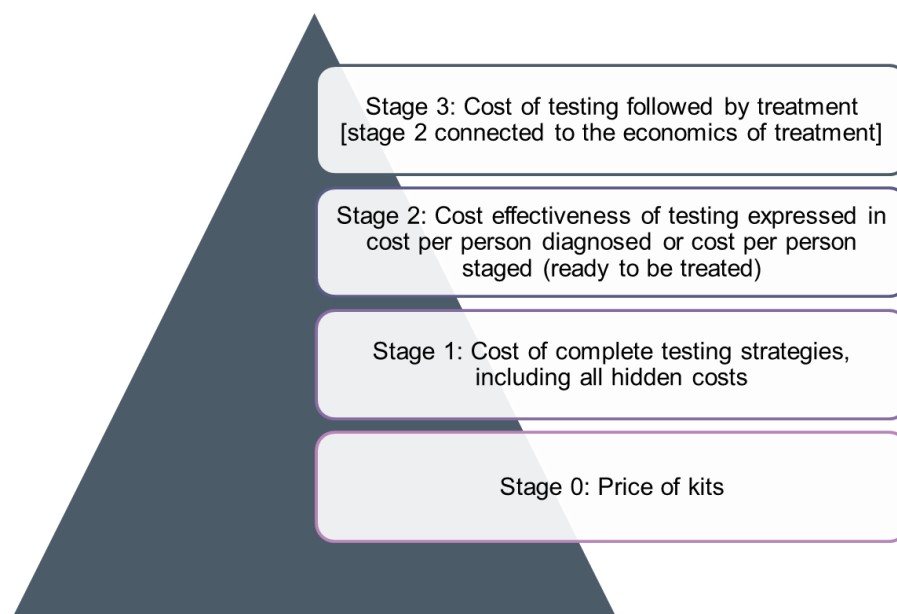 Stage 3: Cost of testing followed by treatment
[stage 2 connected to the economics of treatment]
Stage 2: Cost effectiveness of testing expressed in
cost per person diagnosed or cost per person
staged (ready to be treated)
Stage 1: Cost of complete testing strategies,
including all hidden costs
Stage 0: Price of kits